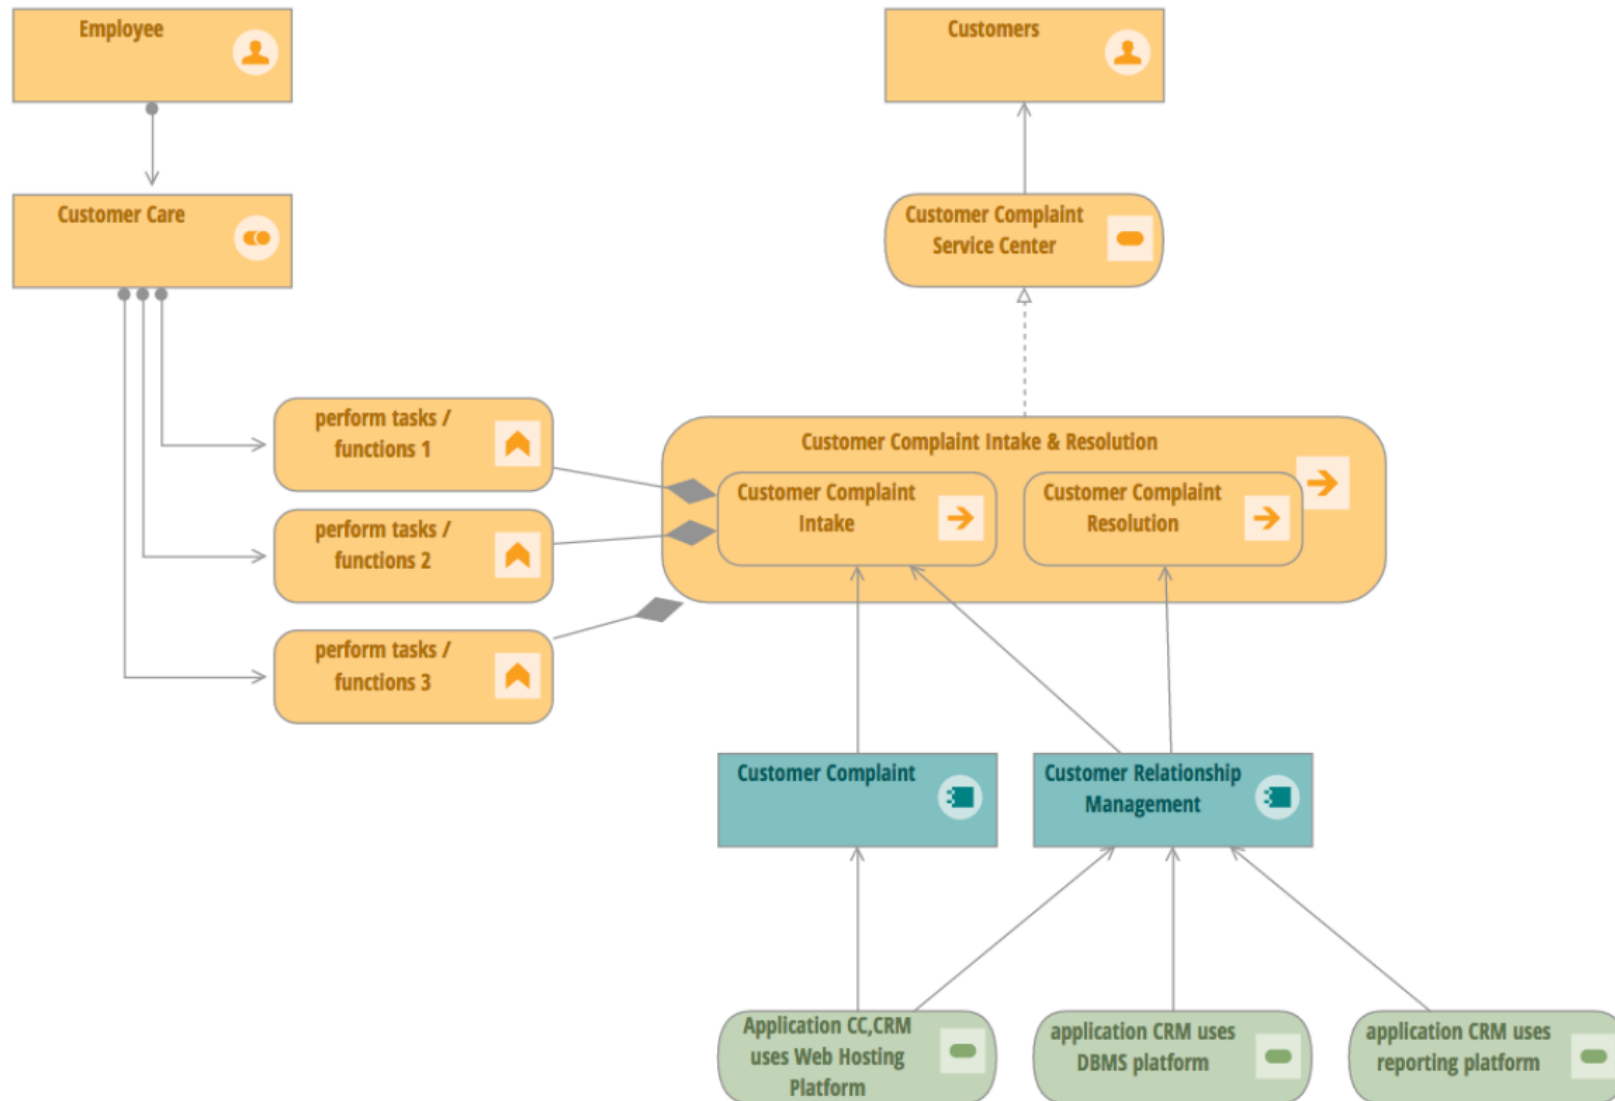 Employee
Customers
Customer Care
Customer Complaint
Service Center
perform tasks /
functions 1
Customer Complaint Intake & Resolution
Customer Complaint
Intake
Customer Complaint
Resolution
perform tasks /
functions 2
perform tasks /
functions 3
Customer Complaint
Customer Relationship
Management
Application CC,CRM
uses Web Hosting
Platform
application CRM uses
DBMS platform
application CRM uses
reporting platform